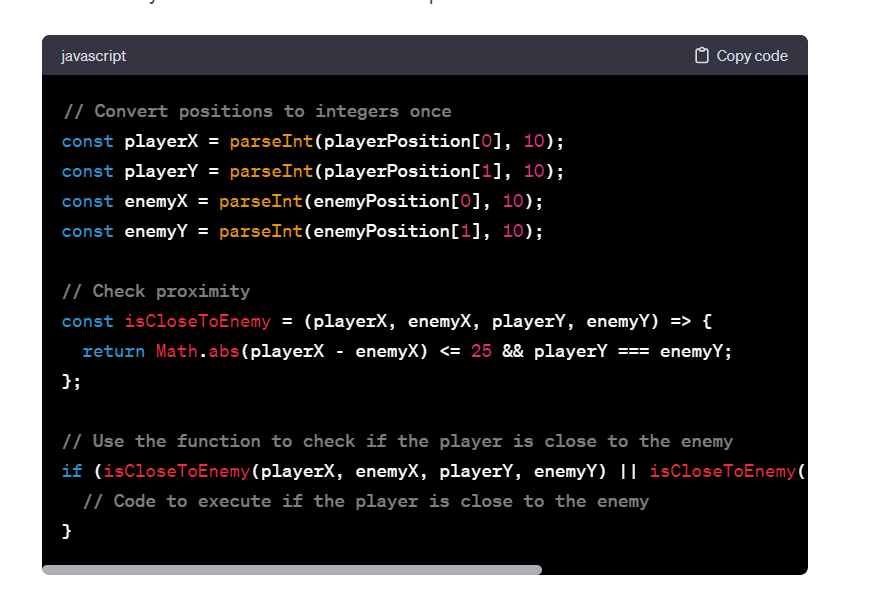 javascript
Copy code
// Convert positions to integers once
const playerX = parseInt(playerPosition[0], 10);
const playerY = parseInt(playerPosition[1], 10);
const enemyX = parseInt(enemyPosition[0], 10);
const enemyY = parseInt(enemyPosition[1], 10);
// Check proximity
const isCloseToEnemy = (playerX, enemyX, playerY, enemyY) => {
return Math.abs(playerX - enemyX) <= 25 && playerY === enemyY;
};
// Use the function to check if the player is close to the enemy
if (isCloseToEnemy(playerX, enemyX, playerY, enemyY) || isCloseToEnemy(
// Code to execute if the player is close to the enemy
}